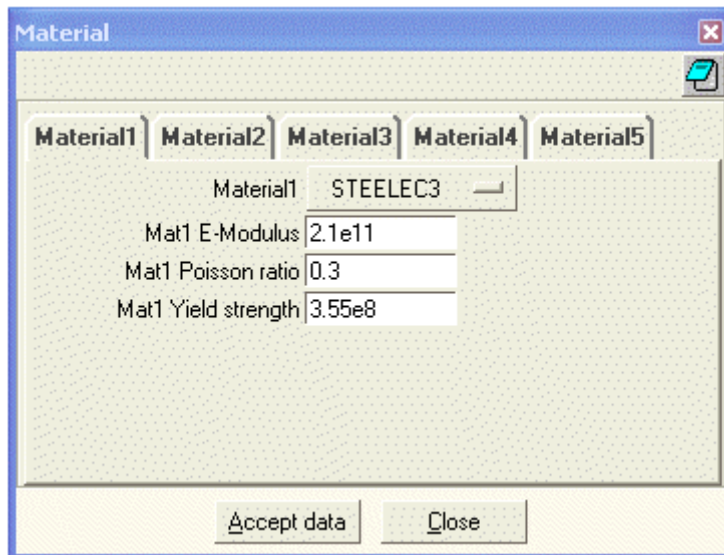 Material
Material1 Material2 Material3 Material4 Material5
Material1 STEELEC3
Mat1 E-Modulus 2.1e11
Mat1 Poisson ratio 0.3
Mat1 Yield strength 3.55e8
Accept data Close